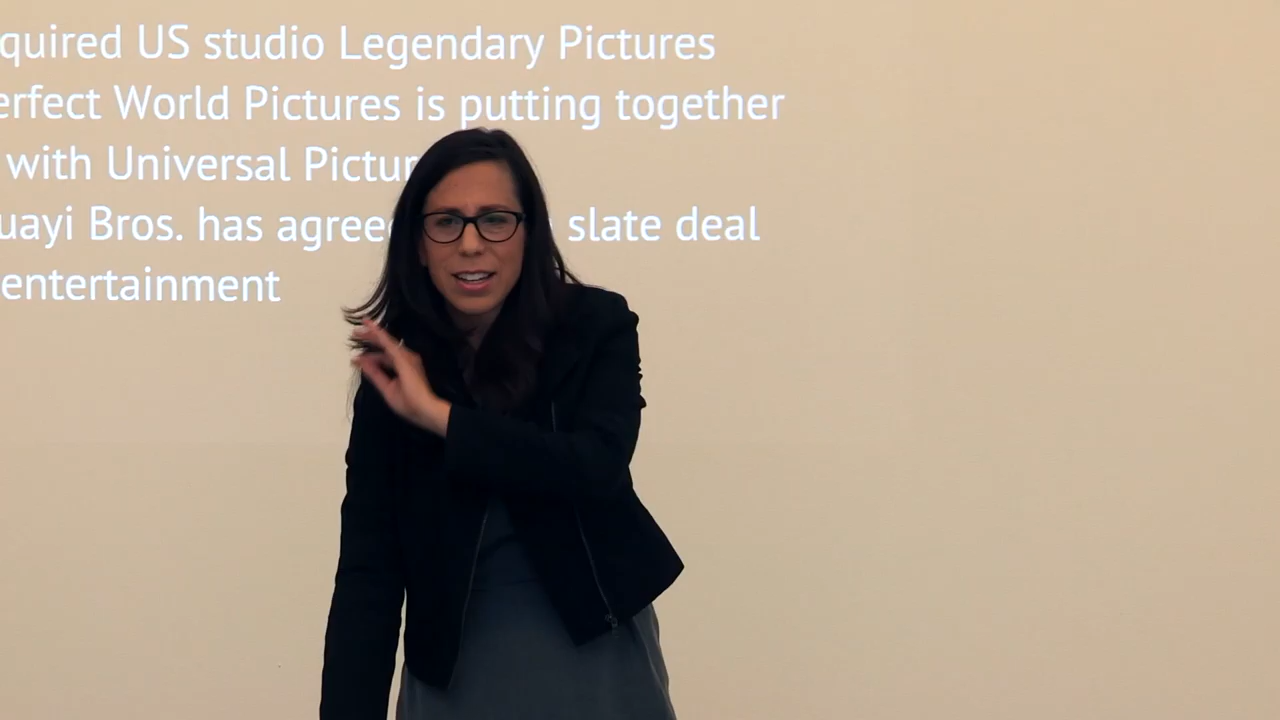 quired US studio Legendary Pictures
erfect World Pictures is putting together
with Universal Pictur
uayi Bros. has agree slate deal
entertainment